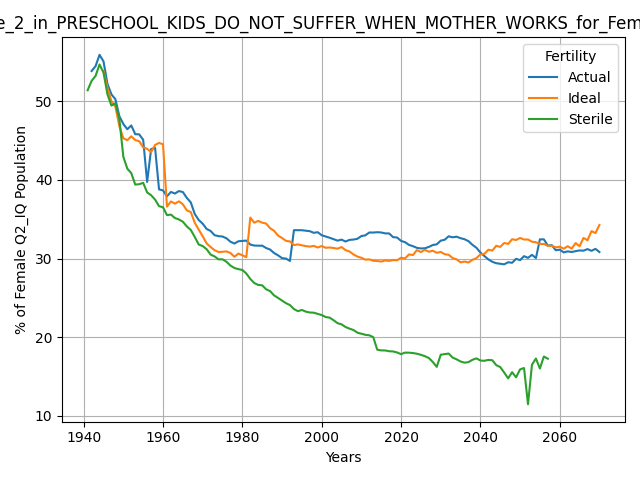 e_2_in_PRESCHOOL_KIDS_DO_NOT_SUFFER_WHEN_MOTHER_WORKS_for_Fem
Fertility
Actual
Ideal
Sterile
% of Female Q2_IQ Population
50
40
30
20
10
1940 1960 1980 2000 2020 2040 2060
Years